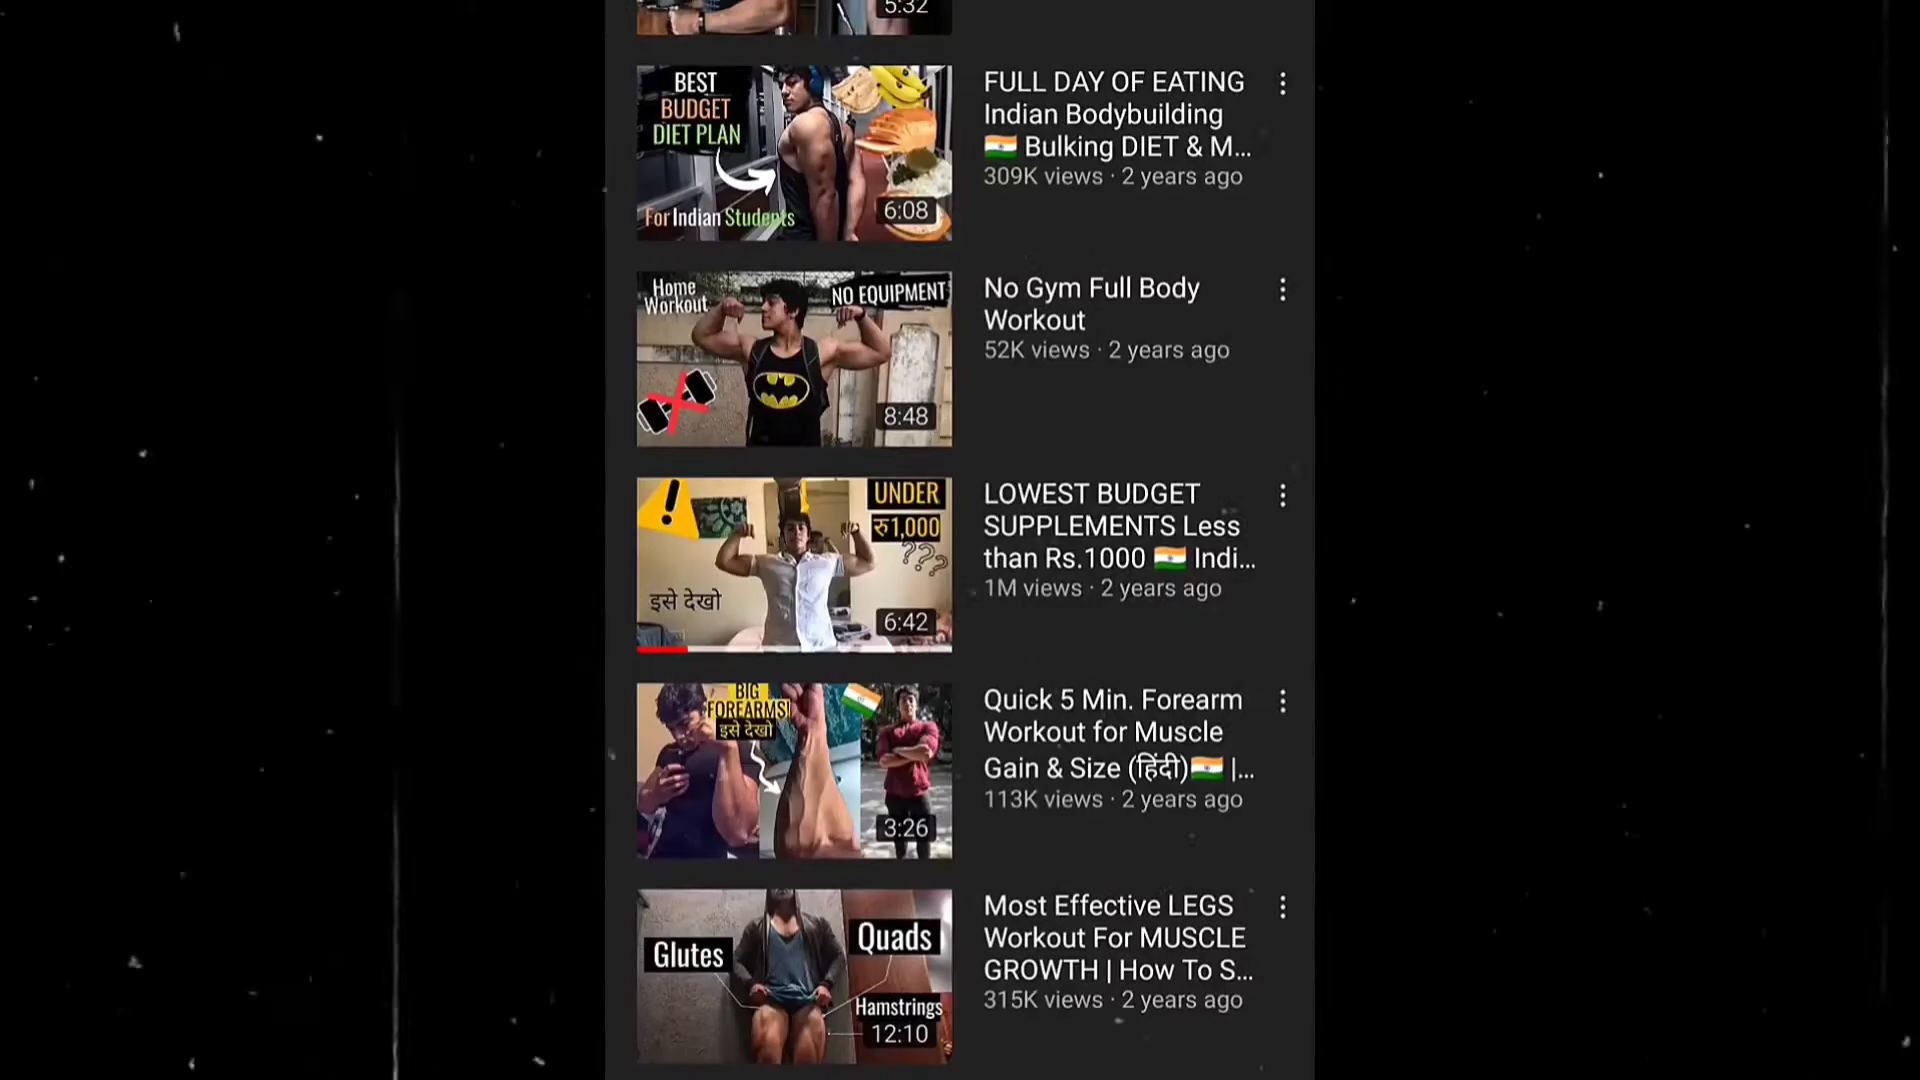 5:32
BEST
BUDGET
DIET PLAN
For Indian Students
6:08
FULL DAY OF EATING
Indian Bodybuilding
🇮🇳 Bulking DIET & M...
309K views · 2 years ago
Home
Workout
NO EQUIPMENT
8:48
No Gym Full Body
Workout
52K views · 2 years ago
UNDER
रु1,000
???
इसे देखो
6:42
LOWEST BUDGET
SUPPLEMENTS Less
than Rs.1000 🇮🇳 Indi...
1M views · 2 years ago
BIG
FOREARMS!
इसे देखो
3:26
Quick 5 Min. Forearm
Workout for Muscle
Gain & Size (हिंदी)🇮🇳 |...
113K views · 2 years ago
Glutes
Quads
Hamstrings
12:10
Most Effective LEGS
Workout For MUSCLE
GROWTH | How To S...
315K views · 2 years ago